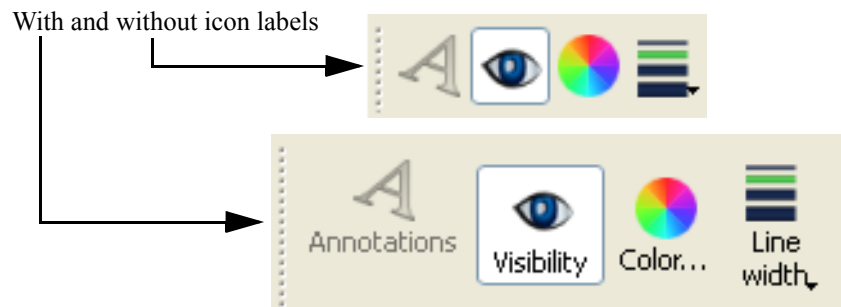 With and without icon labels
A
A
Annotations
Visibility
Color...
Line
width